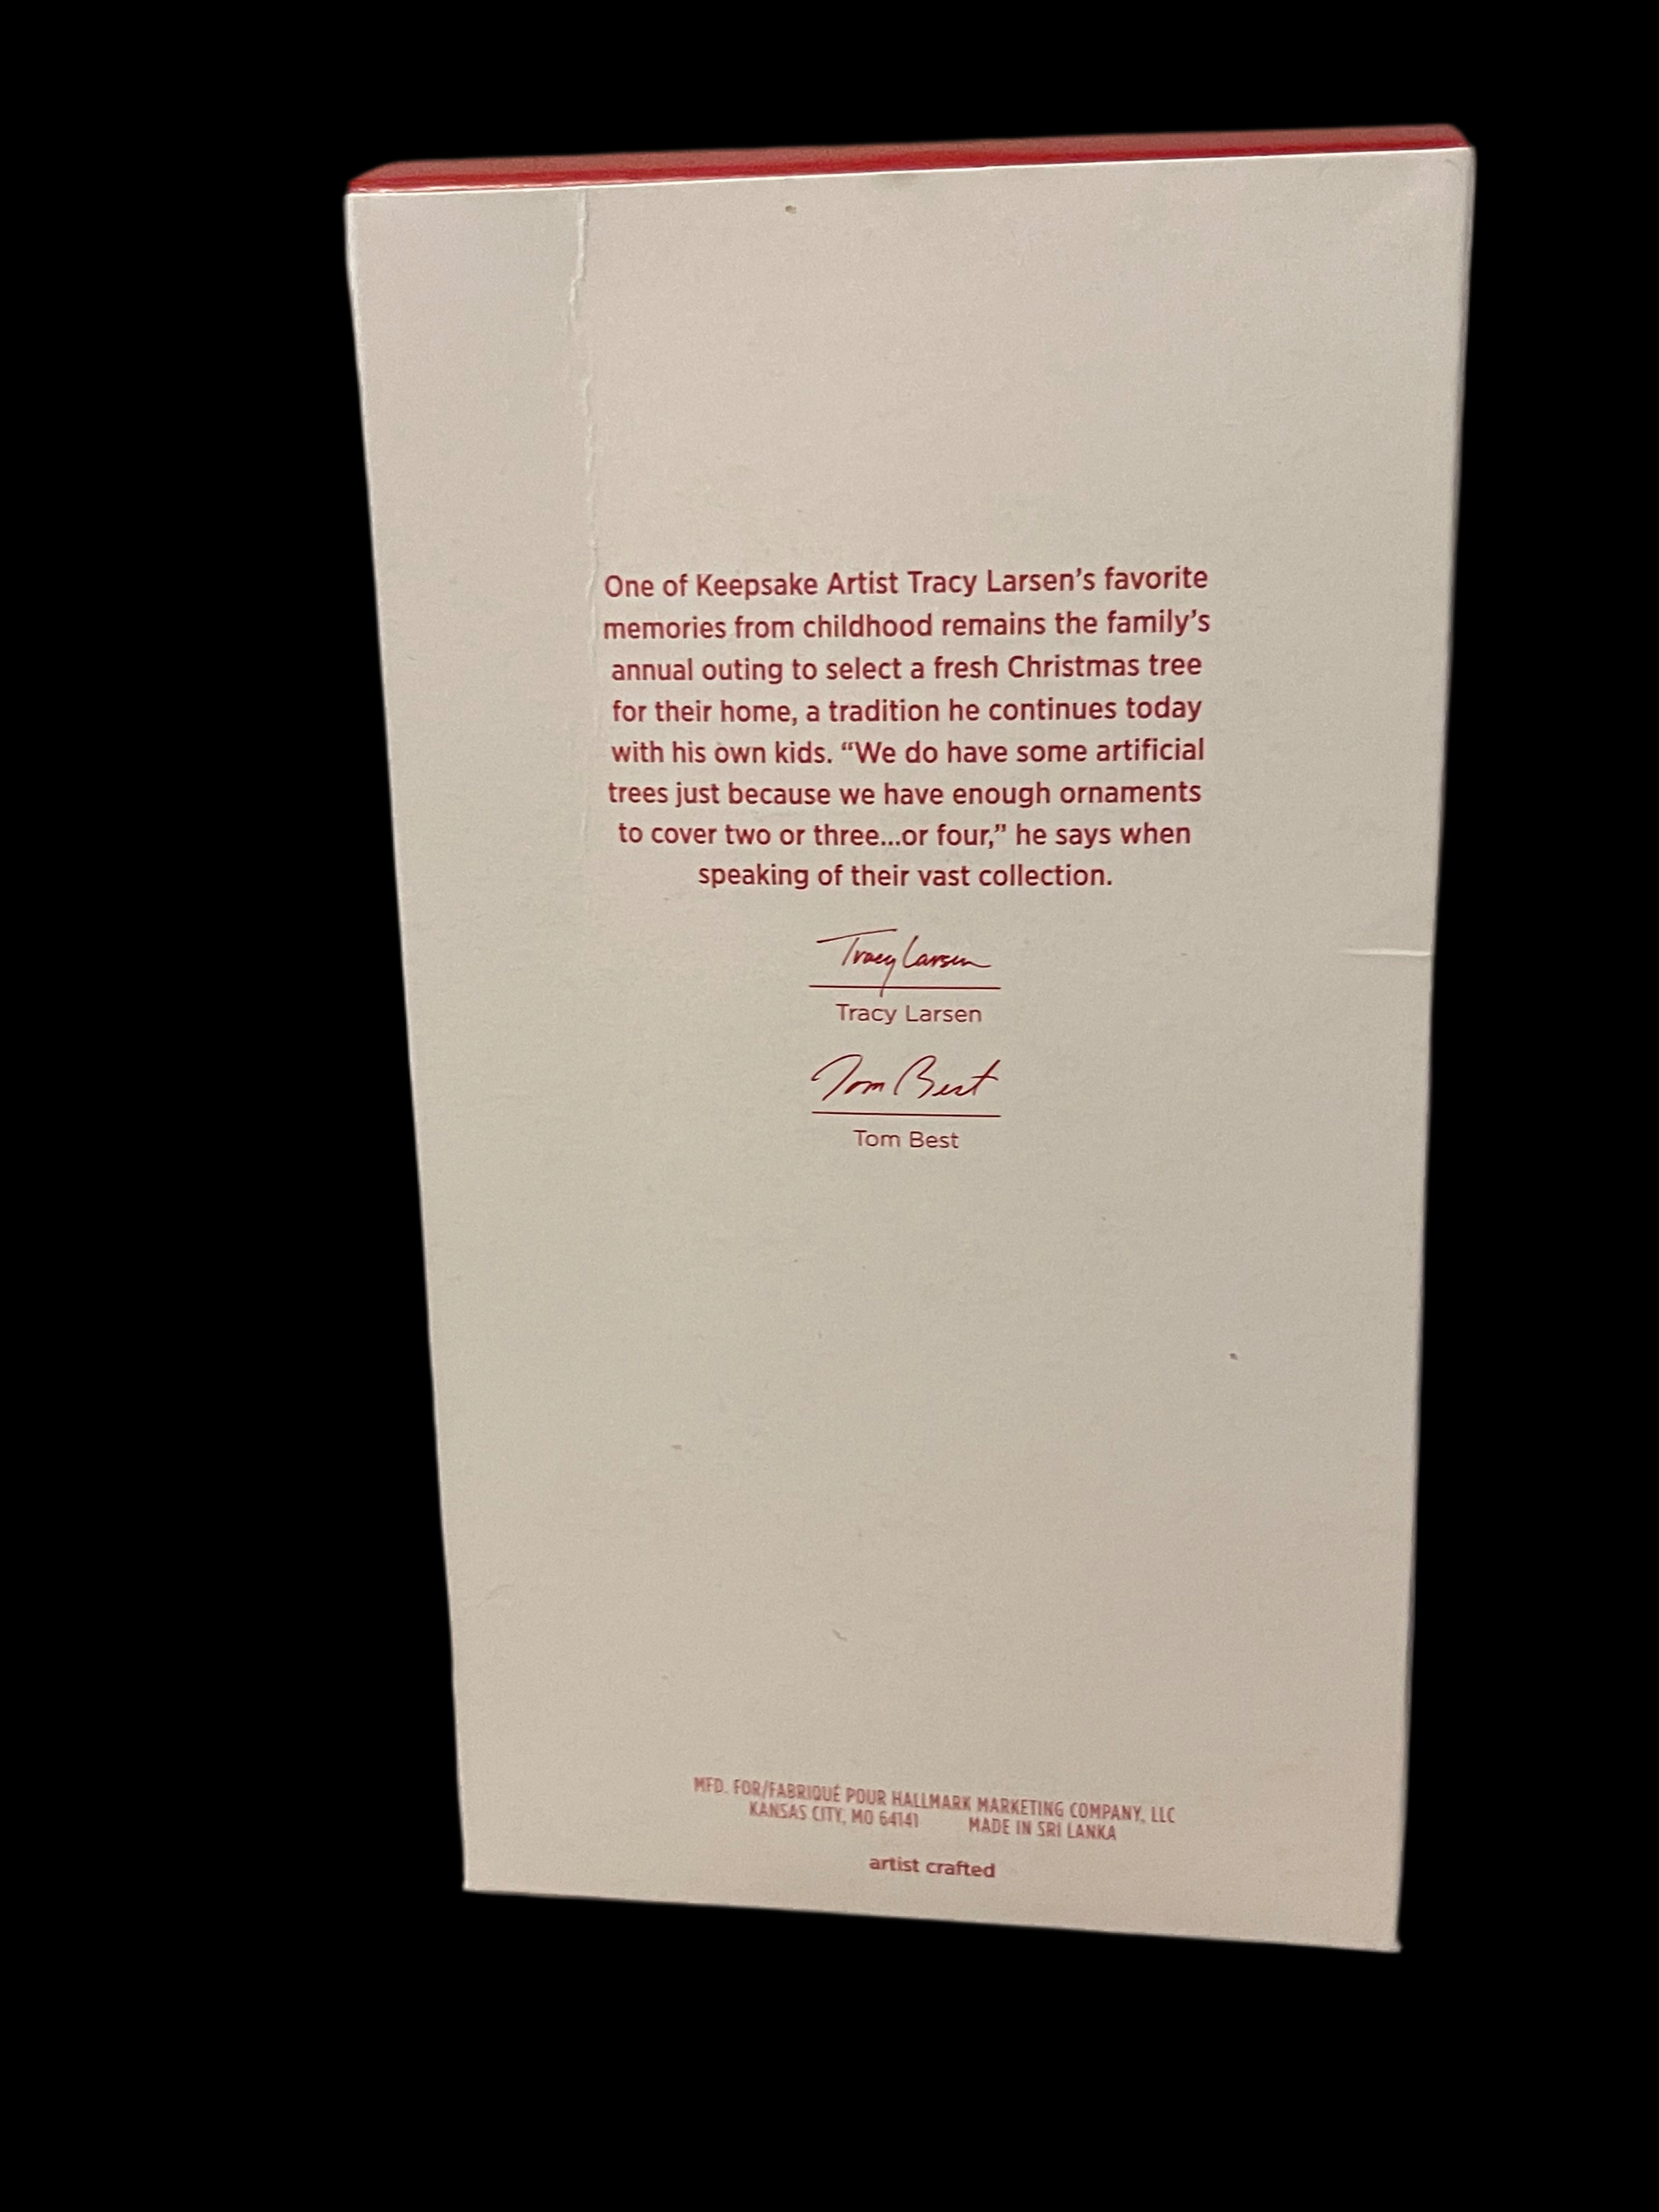 One of Keepsake Artist Tracy Larsen’s favorite
memories from childhood remains the family’s
annual outing to select a fresh Christmas tree
for their home, a tradition he continues today
with his own kids. “We do have some artificial
trees just because we have enough ornaments
to cover two or three...or four,” he says when
speaking of their vast collection.
Tracy Larsen
Tracy Larsen
Tom Best
Tom Best
MFD. FOR/FABRIQUÉ POUR HALLMARK MARKETING COMPANY, LLC
KANSAS CITY, MO 64141 MADE IN SRI LANKA
artist crafted